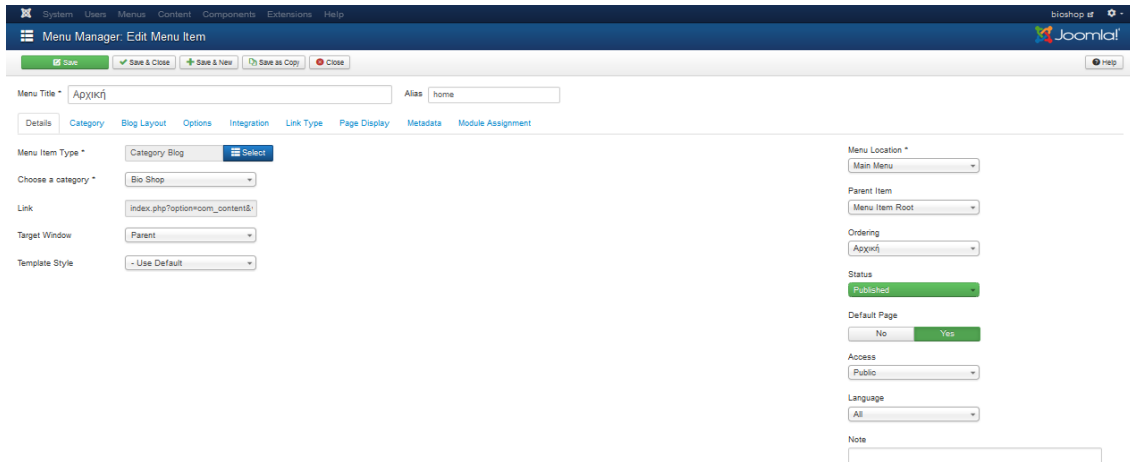 System Users Menus Content Components Extensions Help bioshop
Menu Manager: Edit Menu Item Joomla!
Save Save & Close Save & New Save as Copy Close Help
Menu Title * Αρχική Alias home
Details Category Blog Layout Options Integration Link Type Page Display Metadata Module Assignment
Menu Item Type * Category Blog Select
Choose a category * Bio Shop
Link index.php?option=com_content&
Target Window Parent
Template Style - Use Default
Menu Location *
Main Menu
Parent Item
Menu Item Root
Ordering
Αρχική
Status
Published
Default Page
No Yes
Access
Public
Language
All
Note